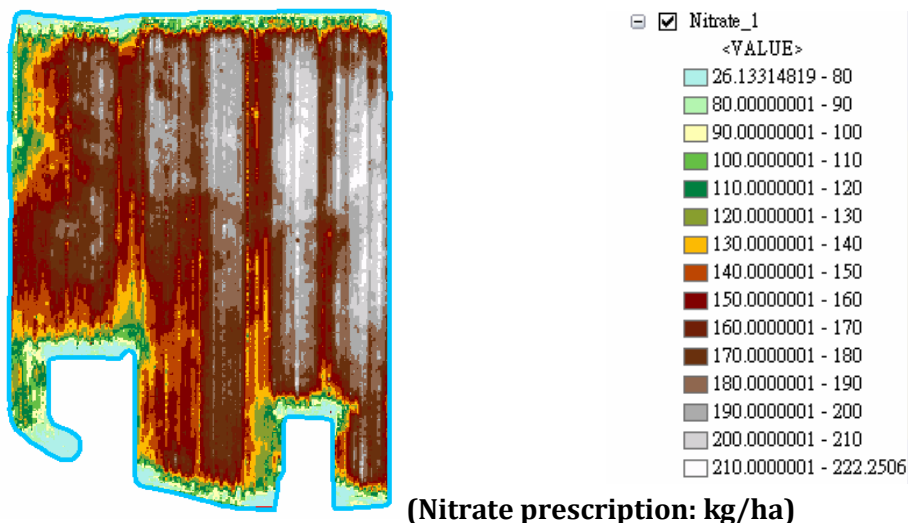 Nitrate_1
<VALUE>
26.13314819 - 80
80.00000001 - 90
90.00000001 - 100
100.0000001 - 110
110.0000001 - 120
120.0000001 - 130
130.0000001 - 140
140.0000001 - 150
150.0000001 - 160
160.0000001 - 170
170.0000001 - 180
180.0000001 - 190
190.0000001 - 200
200.0000001 - 210
210.0000001 - 222.2506
(Nitrate prescription: kg/ha)